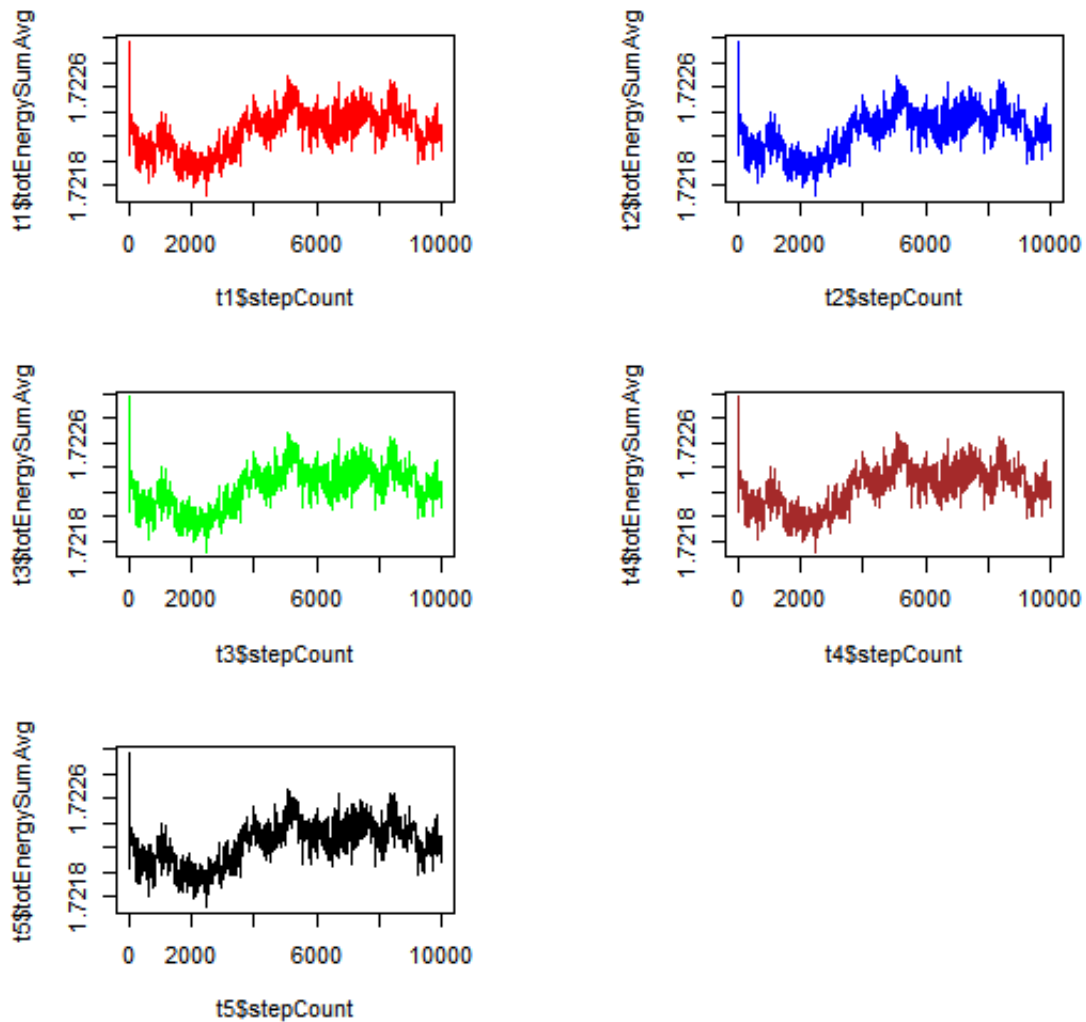 t1$totEnergySumAvg
1.7218 1.7226
0 2000 6000 10000
t1$stepCount
t2$totEnergySumAvg
1.7218 1.7226
0 2000 6000 10000
t2$stepCount
t3$totEnergySumAvg
1.7218 1.7226
0 2000 6000 10000
t3$stepCount
t4$totEnergySumAvg
1.7218 1.7226
0 2000 6000 10000
t4$stepCount
t5$totEnergySumAvg
1.7218 1.7226
0 2000 6000 10000
t5$stepCount